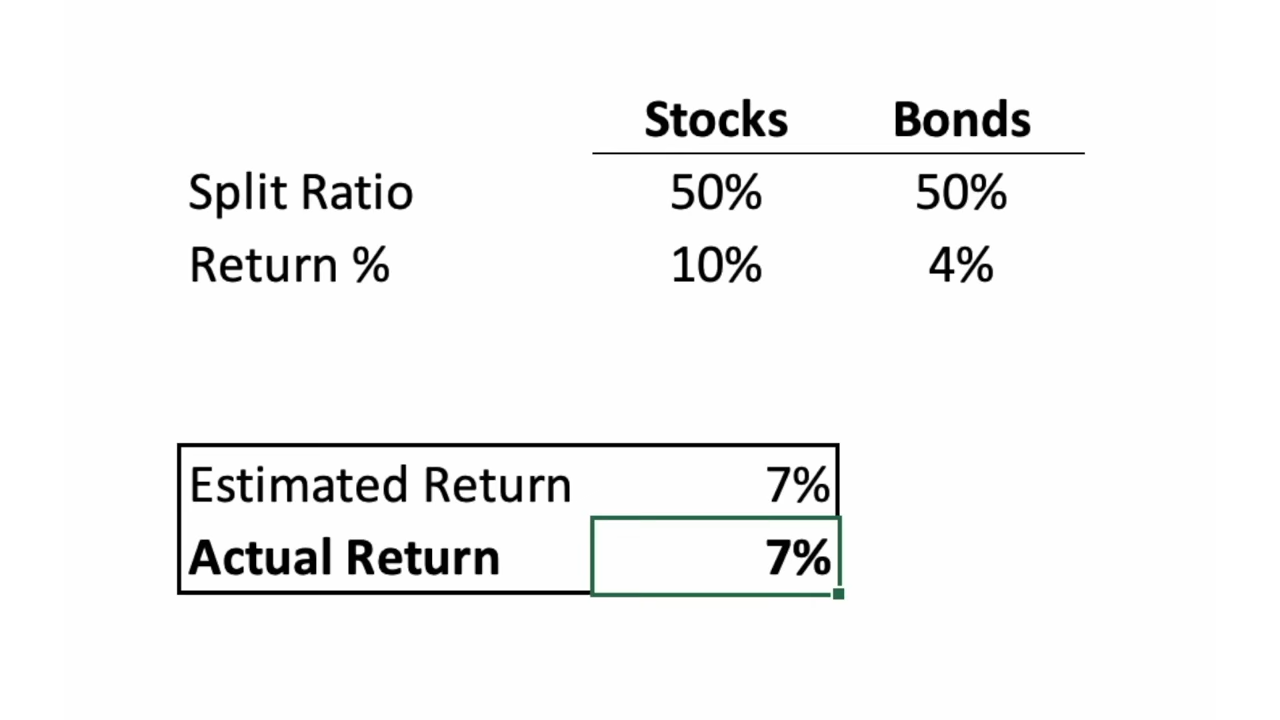 Stocks Bonds
Split Ratio 50% 50%
Return % 10% 4%
Estimated Return 7%
Actual Return 7%